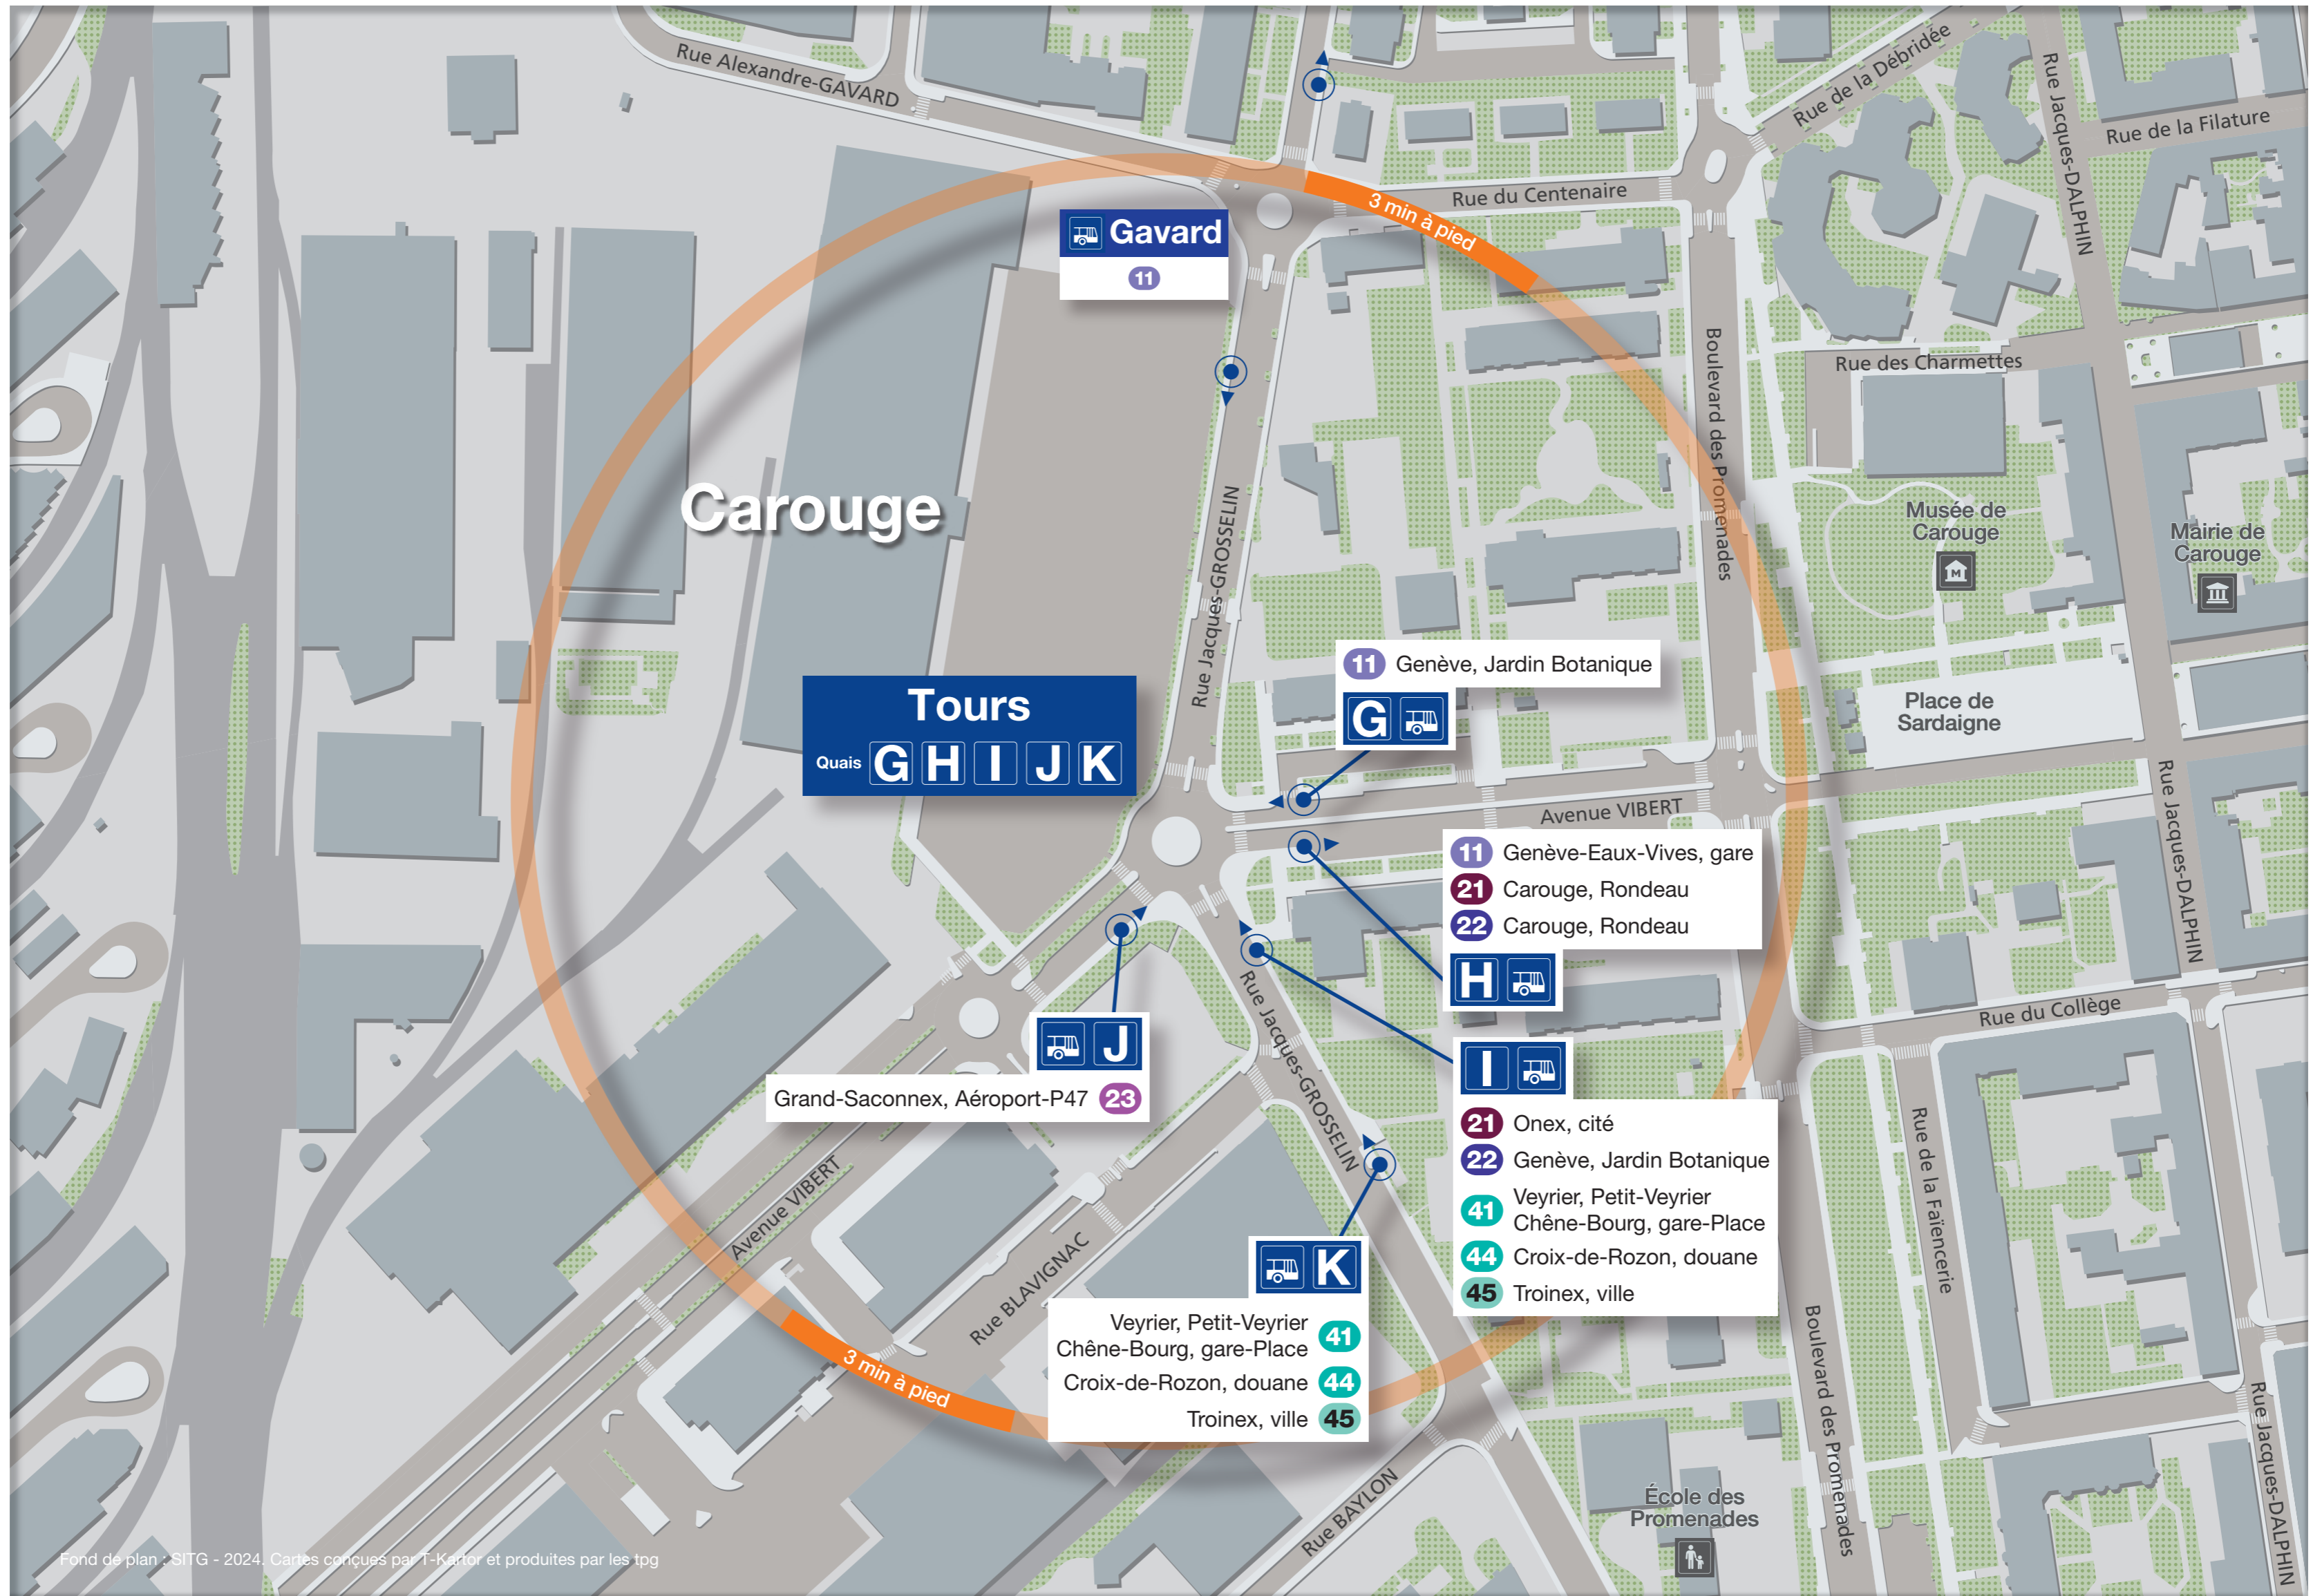 Rue Alexandre-GAVARD
Rue de la Débridée
Rue Jacques-DALPHIN
Rue de la Filature
Rue du Centenaire
3 min à pied
Gavard
11
Boulevard des Promenades
Rue des Charmettes
Carouge
Rue Jacques-GROSSELIN
Musée de
Carouge
M
Mairie de
Carouge
11 Genève, Jardin Botanique
G
Tours
Quais G H I J K
Place de
Sardaigne
Avenue VIBERT
Rue Jacques-DALPHIN
11 Genève-Eaux-Vives, gare
21 Carouge, Rondeau
22 Carouge, Rondeau
H
Rue du Collège
Rue Jacques-GROSSELIN
J
Grand-Saconnex, Aéroport-P47 23
I
21 Onex, cité
22 Genève, Jardin Botanique
41 Veyrier, Petit-Veyrier
Chêne-Bourg, gare-Place
44 Croix-de-Rozon, douane
45 Troinex, ville
Rue de la Faïencerie
Avenue VIBERT
Rue BLAVIGNAC
K
Veyrier, Petit-Veyrier
Chêne-Bourg, gare-Place 41
Croix-de-Rozon, douane 44
Troinex, ville 45
3 min à pied
Boulevard des Promenades
Rue Jacques-DALPHIN
Rue BAYLON
École des
Promenades
Fond de plan : SITG - 2024. Cartes conçues par T-Kartor et produites par les tpg